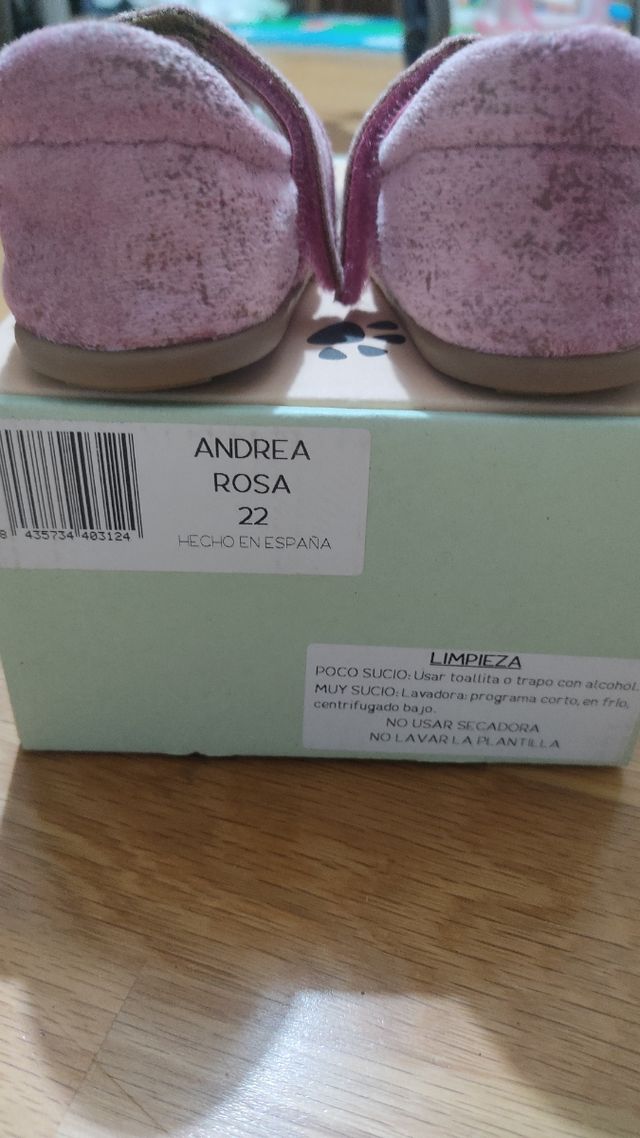 ANDREA
ROSA
22
HECHO EN ESPAÑA
8 435734 403124
LIMPIEZA
POCO SUCIO: Usar toallita o trapo con alcohol.
MUY SUCIO: Lavadora: programa corto, en frío,
centrifugado bajo.
NO USAR SECADORA
NO LAVAR LA PLANTILLA